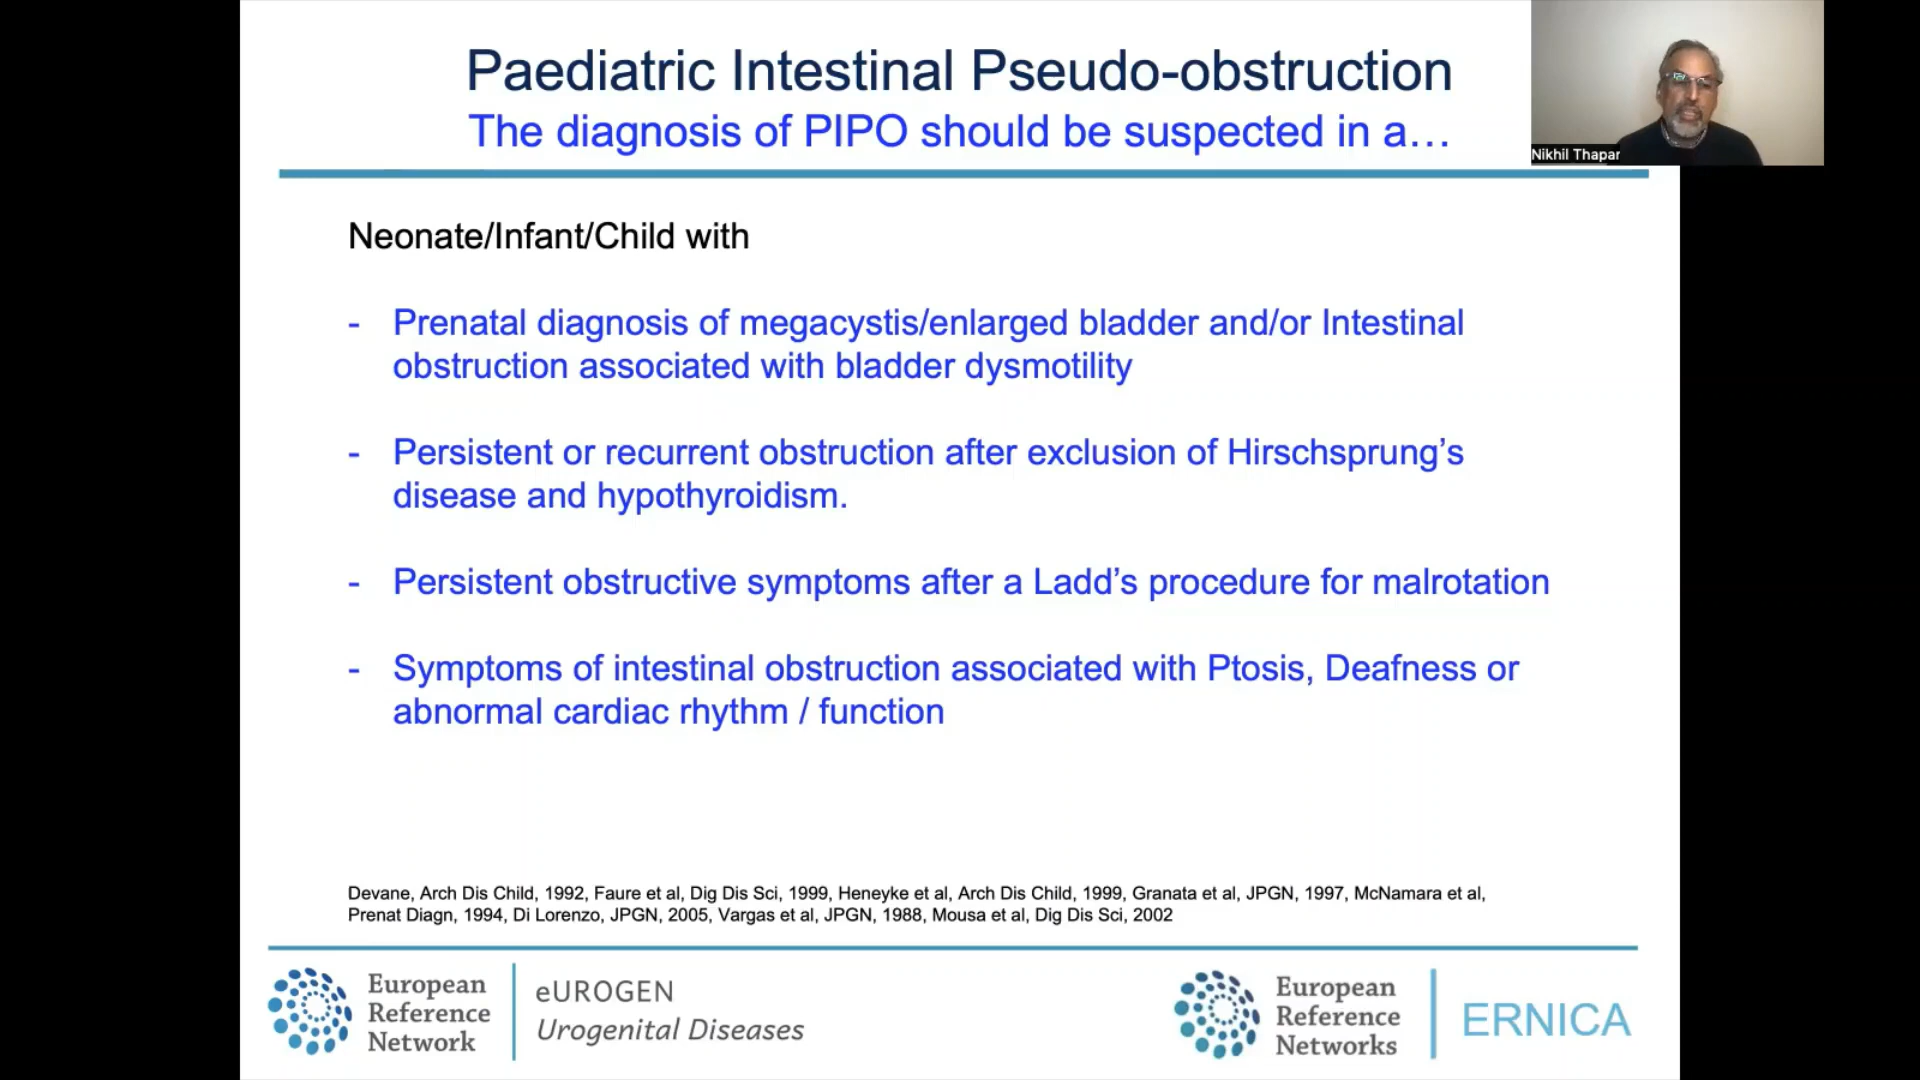 Paediatric Intestinal Pseudo-obstruction
The diagnosis of PIPO should be suspected in a…
Nikhil Thapar
Neonate/Infant/Child with
- Prenatal diagnosis of megacystis/enlarged bladder and/or Intestinal
obstruction associated with bladder dysmotility
- Persistent or recurrent obstruction after exclusion of Hirschsprung’s
disease and hypothyroidism.
- Persistent obstructive symptoms after a Ladd’s procedure for malrotation
- Symptoms of intestinal obstruction associated with Ptosis, Deafness or
abnormal cardiac rhythm / function
Devane, Arch Dis Child, 1992, Faure et al, Dig Dis Sci, 1999, Heneyke et al, Arch Dis Child, 1999, Granata et al, JPGN, 1997, McNamara et al,
Prenat Diagn, 1994, Di Lorenzo, JPGN, 2005, Vargas et al, JPGN, 1988, Mousa et al, Dig Dis Sci, 2002
European
Reference
Network
eUROGEN
Urogenital Diseases
European
Reference
Networks
ERNICA